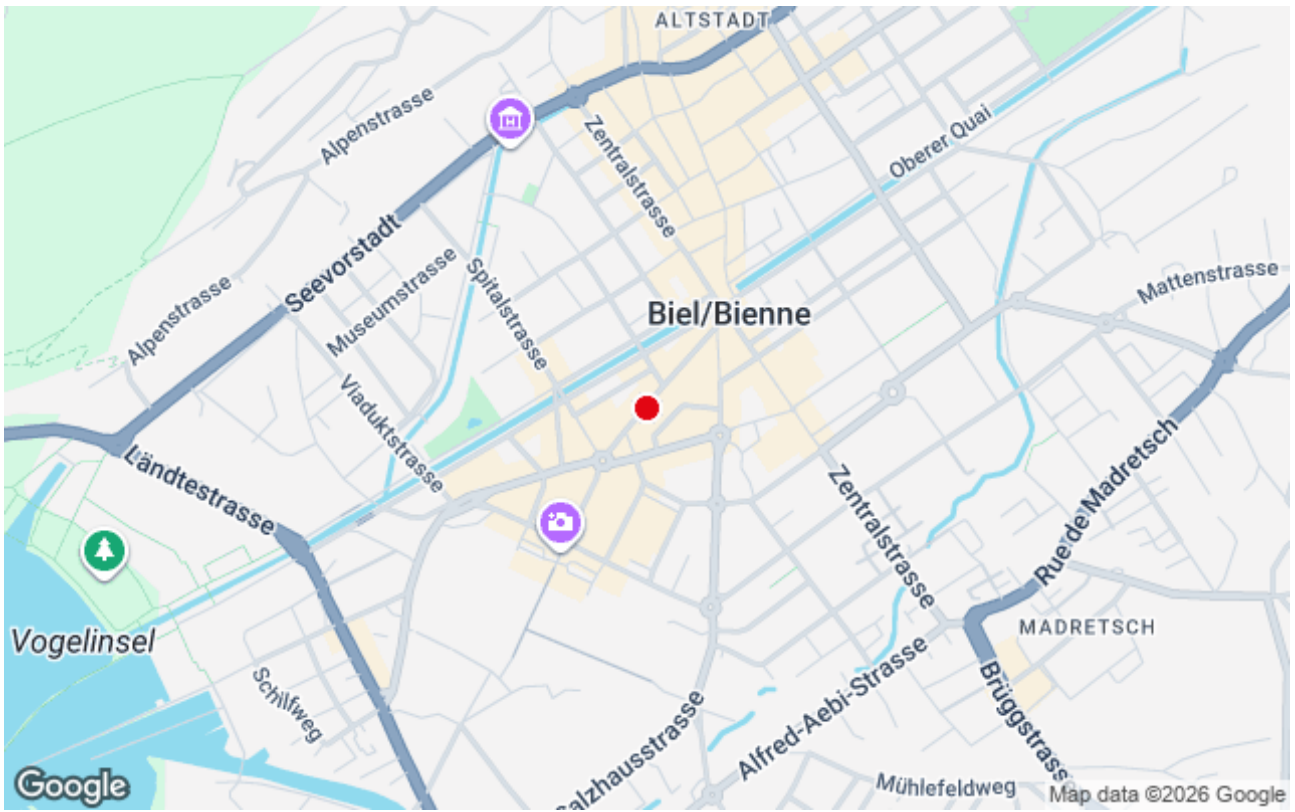 ALTSTADT
Alpenstrasse
Zentralstrasse
Oberer Quai
Seevorstadt
Museumstrasse
Spitalstrasse
Mattenstrasse
Alpenstrasse
Biel/Bienne
Viaduktstrasse
Ländtestrasse
Rue de Madretsch
Zentralstrasse
Vogelinsel
MADRETSCH
Schilfweg
Alfred-Aebi-Strasse
Brüggstrasse
Salzhausstrasse
Mühlefeldweg
Google
Map data ©2026 Google